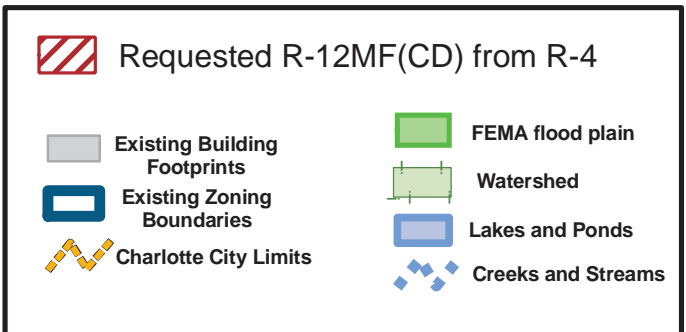 Requested R-12MF(CD) from R-4
Existing Building
Footprints
Existing Zoning
Boundaries
Charlotte City Limits
FEMA flood plain
Watershed
Lakes and Ponds
Creeks and Streams